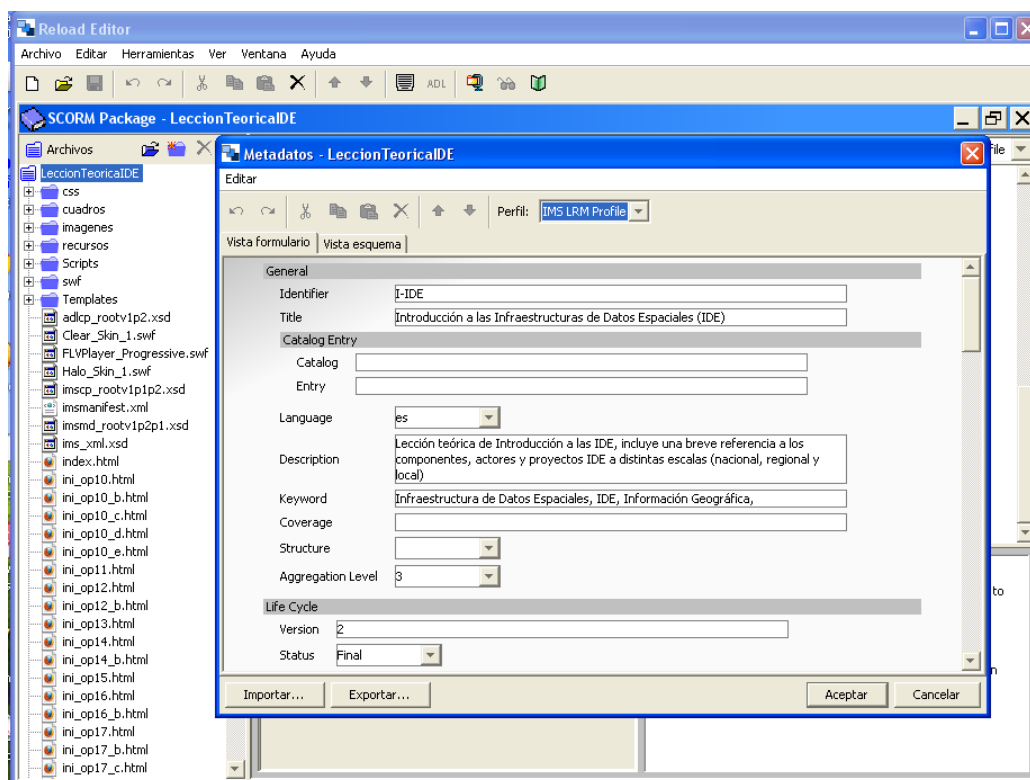 Reload Editor
Archivo Editar Herramientas Ver Ventana Ayuda
ADL
SCORM Package - LeccionTeoricaIDE
Archivos
file
LeccionTeoricaIDE
css
cuadros
imagenes
recursos
Scripts
swf
Templates
adlcp_rootv1p2.xsd
Clear_Skin_1.swf
FLVPlayer_Progressive.swf
Halo_Skin_1.swf
imscp_rootv1p1p2.xsd
imsmanifest.xml
imsmd_rootv1p2p1.xsd
ims_xml.xsd
index.html
ini_op10.html
ini_op10_b.html
ini_op10_c.html
ini_op10_d.html
ini_op10_e.html
ini_op11.html
ini_op12.html
ini_op12_b.html
ini_op13.html
ini_op14.html
ini_op14_b.html
ini_op15.html
ini_op16.html
ini_op16_b.html
ini_op17.html
ini_op17_b.html
ini_op17_c.html
Metadatos - LeccionTeoricaIDE
Editar
Perfil: IMS LRM Profile
Vista formulario Vista esquema
General
Identifier I-IDE
Title Introducción a las Infraestructuras de Datos Espaciales (IDE)
Catalog Entry
Catalog
Entry
Language es
Description Lección teórica de Introducción a las IDE, incluye una breve referencia a los
componentes, actores y proyectos IDE a distintas escalas (nacional, regional y
local)
Keyword Infraestructura de Datos Espaciales, IDE, Información Geográfica,
Coverage
Structure
Aggregation Level 3
Life Cycle
Version 2
Status Final
Importar... Exportar... Aceptar Cancelar
to
n